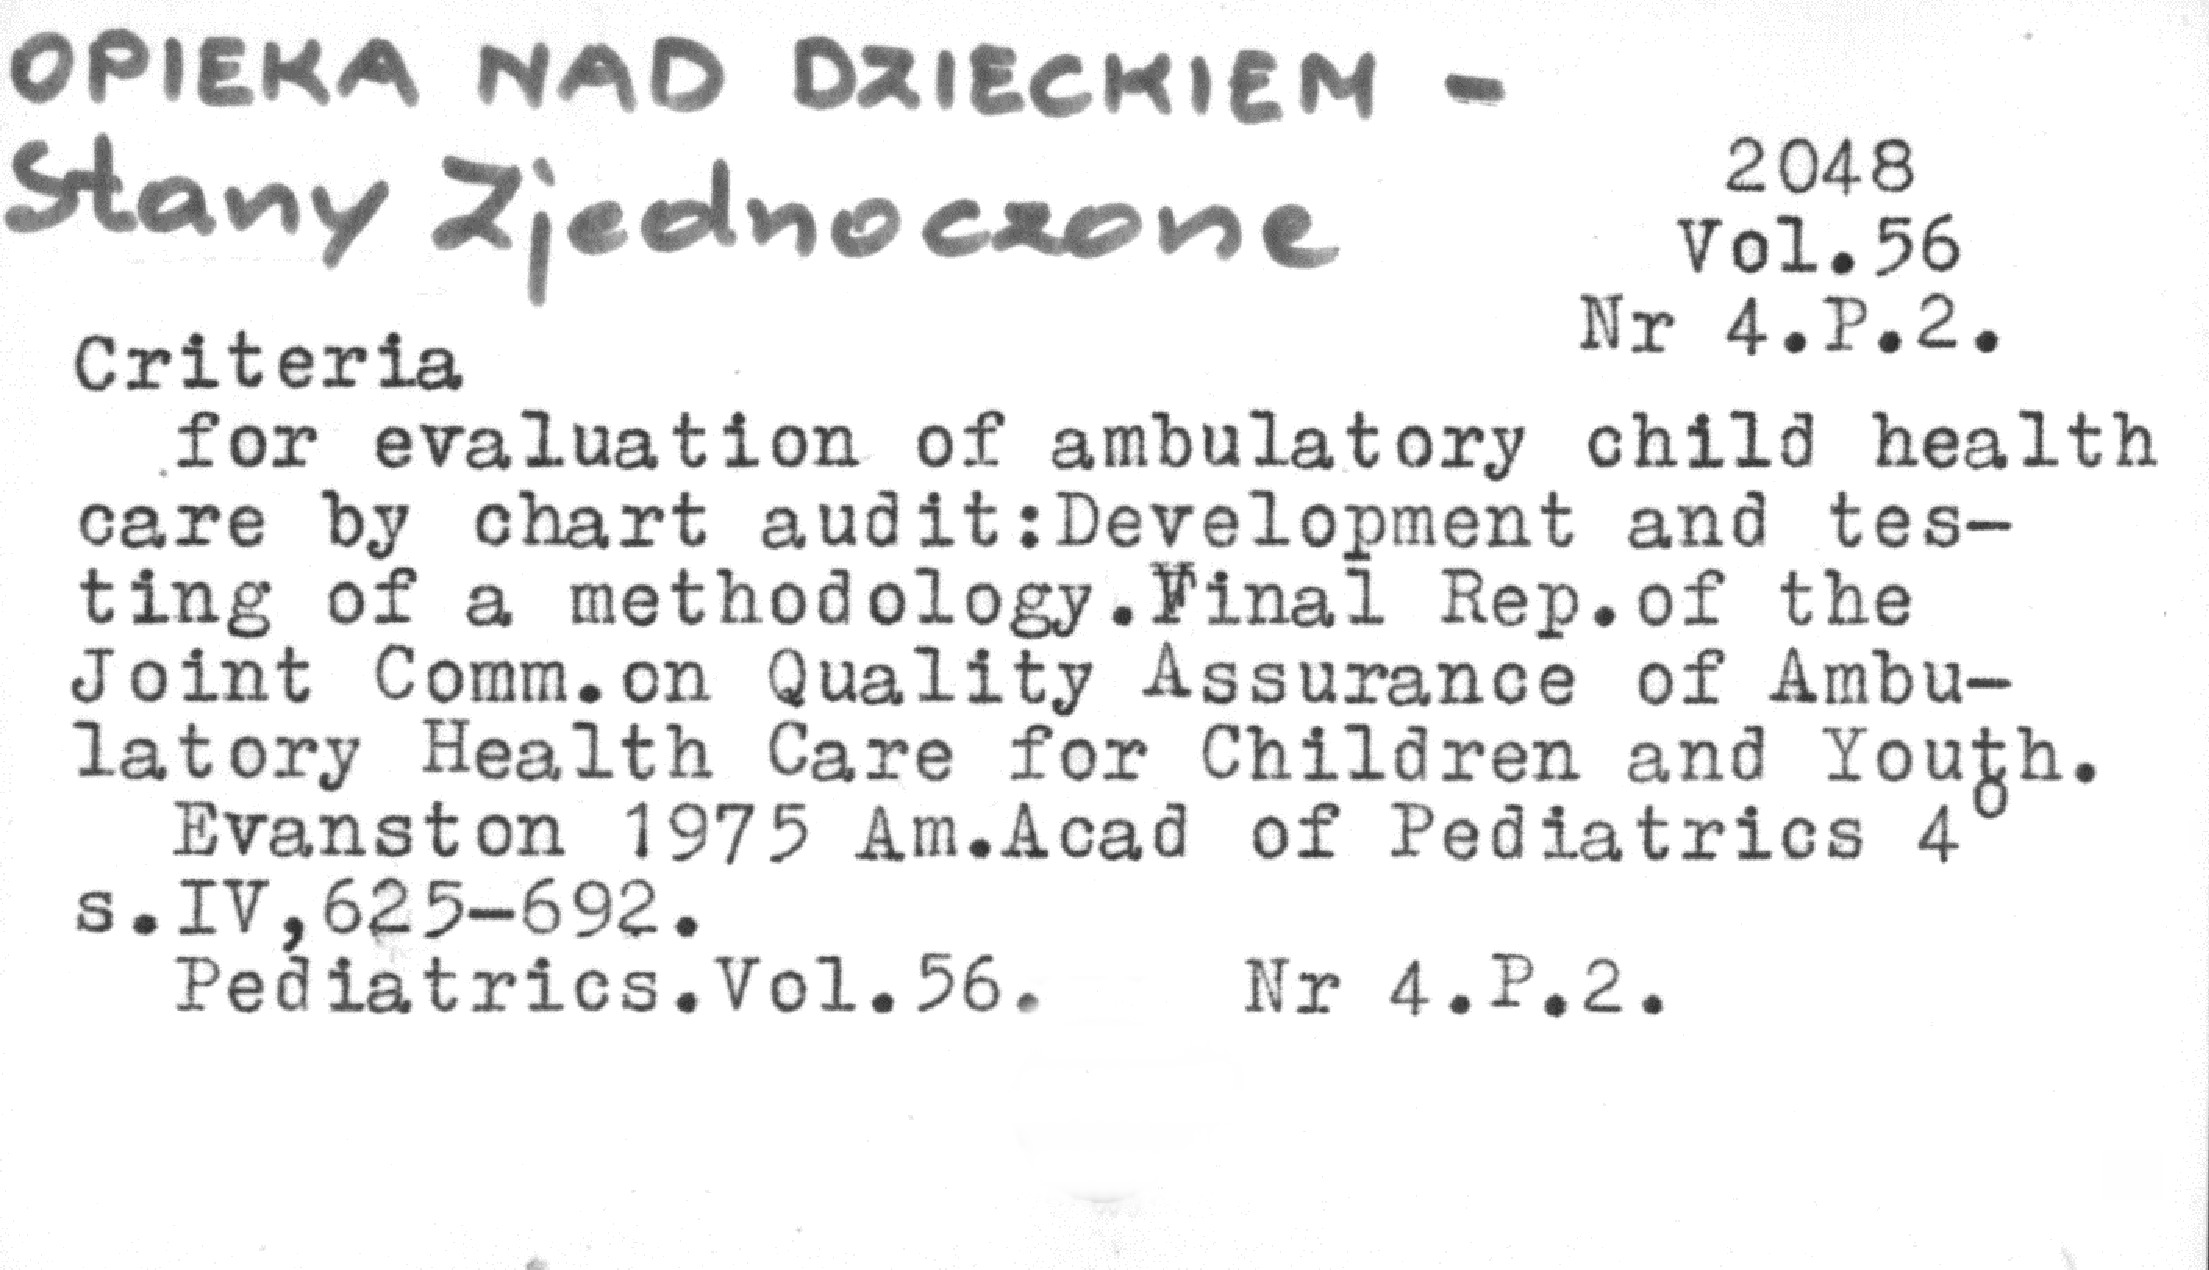 OPIEKA NAD DZIECKIEM -
Stany Zjednoczone
2048
Vol.56
Nr 4.P.2.
Criteria
for evaluation of ambulatory child health
care by chart audit:Development and tes-
ting of a methodology.Final Rep.of the
Joint Comm.on Quality Assurance of Ambu-
latory Health Care for Children and Youth.
Evanston 1975 Am.Acad of Pediatrics 4°
s.IV,625-692.
Pediatrics.Vol.56. Nr 4.P.2.